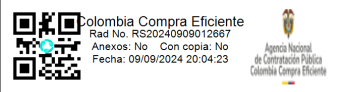 Colombia Compra Eficiente
Rad No. RS20240909012667
Anexos: No Con copia: No
Fecha: 09/09/2024 20:04:23
Agencia Nacional
de Contratación Pública
Colombia Compra Eficiente